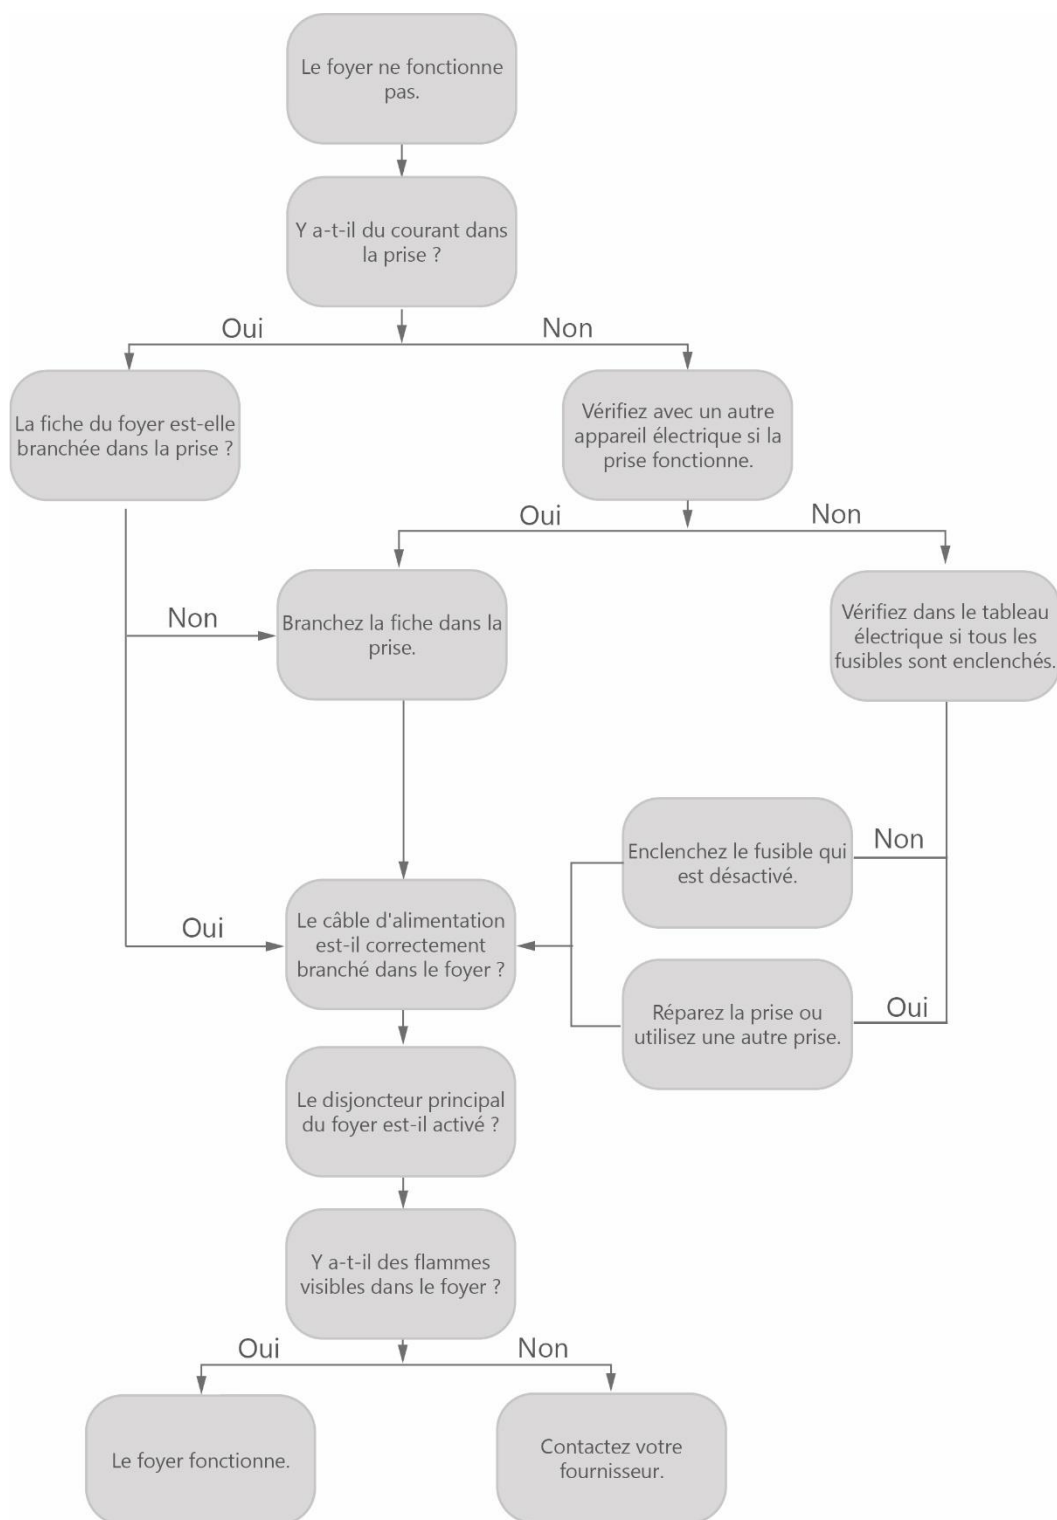 Le foyer ne fonctionne
pas.
Y a-t-il du courant dans
la prise ?
Oui
Non
La fiche du foyer est-elle
branchée dans la prise ?
Vérifiez avec un autre
appareil électrique si la
prise fonctionne.
Oui
Non
Non
Branchez la fiche dans la
prise.
Vérifiez dans le tableau
électrique si tous les
fusibles sont enclenchés.
Enclenchez le fusible qui
est désactivé.
Non
Oui
Le câble d'alimentation
est-il correctement
branché dans le foyer ?
Réparez la prise ou
utilisez une autre prise.
Oui
Le disjoncteur principal
du foyer est-il activé ?
Y a-t-il des flammes
visibles dans le foyer ?
Oui
Non
Le foyer fonctionne.
Contactez votre
fournisseur.